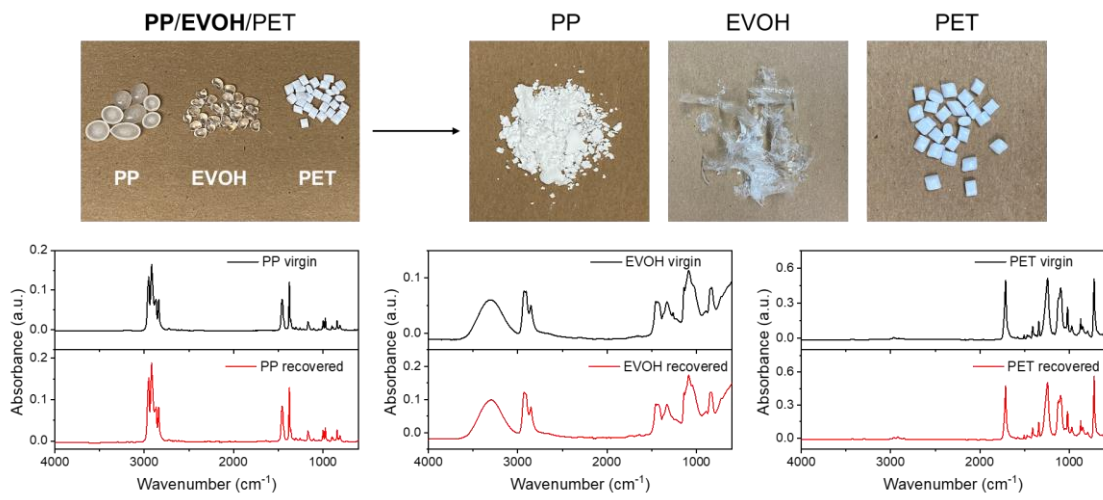 PP/EVOH/PET
PP
EVOH
PET
PP
EVOH
PET
0.2
0.1
0.0
0.2
0.1
0.0
Absorbance (a.u.)
PP virgin
PP recovered
4000
3000
2000
1000
Wavenumber (cm⁻¹)
0.1
0.0
0.2
0.1
0.0
Absorbance (a.u.)
EVOH virgin
EVOH recovered
4000
3000
2000
1000
Wavenumber (cm⁻¹)
0.6
0.3
0.0
0.6
0.3
0.0
Absorbance (a.u.)
PET virgin
PET recovered
4000
3000
2000
1000
Wavenumber (cm⁻¹)